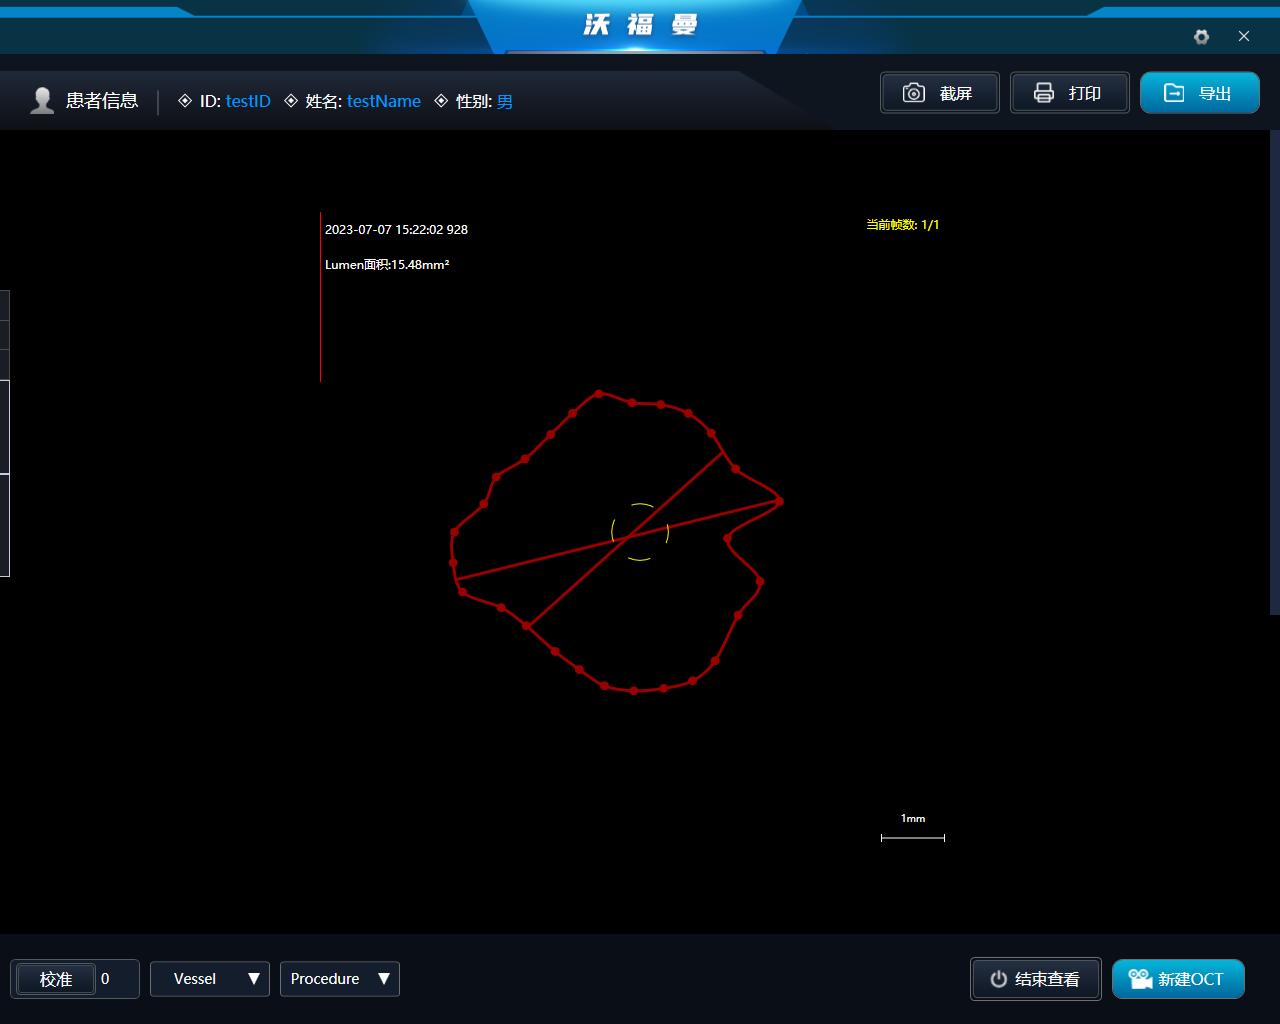 沃福曼
患者信息 ID: testID 姓名: testName 性别: 男 截屏 打印 导出
2023-07-07 15:22:02 928 当前帧数: 1/1
Lumen面积:15.48mm²
1mm
校准 0 Vessel ▼ Procedure ▼ 结束查看 新建OCT